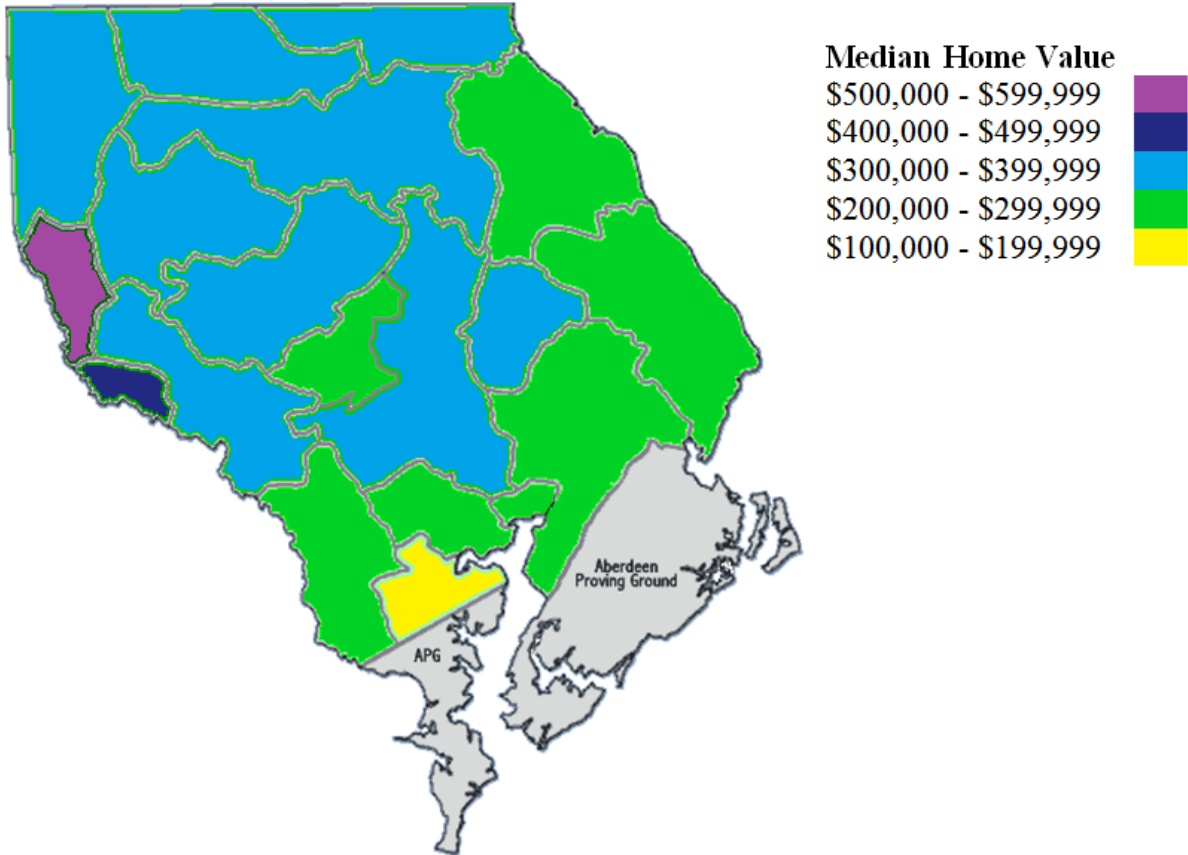 Median Home Value
$500,000 - $599,999
$400,000 - $499,999
$300,000 - $399,999
$200,000 - $299,999
$100,000 - $199,999
Aberdeen
Proving Ground
APG